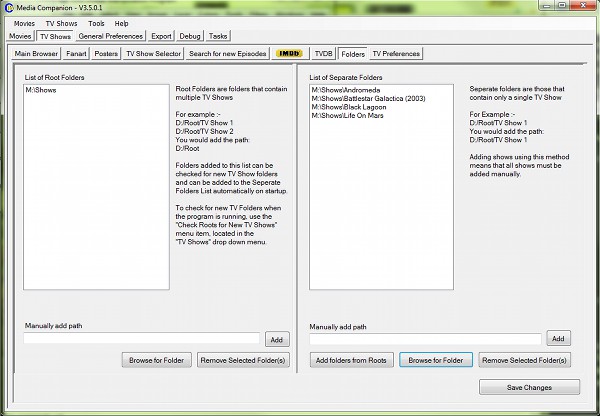 Media Companion - V3.5.0.1
Movies TV Shows Tools Help
Movies TV Shows General Preferences Export Debug Tasks
Main Browser Fanart Posters TV Show Selector Search for new Episodes IMDb TVDB Folders TV Preferences
List of Root Folders
M:\Shows
Root Folders are folders that contain
multiple TV Shows
For example :-
D:/Root/TV Show 1
D:/Root/TV Show 2
You would add the path:
D:/Root
Folders added to this list can be
checked for new TV Show folders
and can be added to the Seperate
Folders List automatically on startup.
To check for new TV Folders when
the program is running, use the
"Check Roots for New TV Shows"
menu item, located in the
"TV Shows" drop down menu.
Manually add path
Add
Browse for Folder Remove Selected Folder(s)
List of Separate Folders
M:\Shows\Andromeda
M:\Shows\Battlestar Galactica (2003)
M:\Shows\Black Lagoon
M:\Shows\Life On Mars
Seperate folders are those that
contain only a single TV Show
For Example :-
D:/Root/TV Show 1
You would add the path:
D:/Root/TV Show 1
Adding shows using this method
means that all shows must be
added manually.
Manually add path
Add
Add folders from Roots Browse for Folder Remove Selected Folder(s)
Save Changes